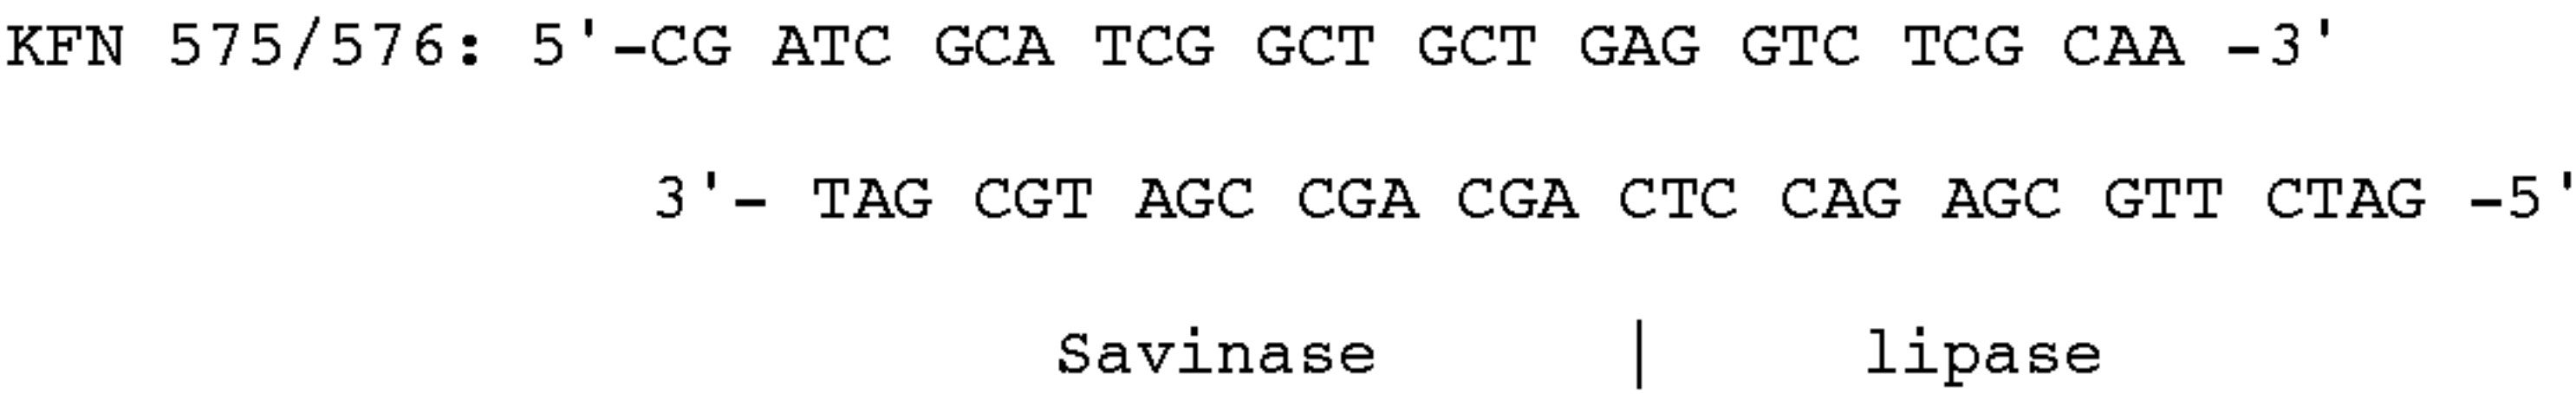 KFN 575/576: 5'-CG ATC GCA TCG GCT GCT GAG GTC TCG CAA -3'
3'- TAG CGT AGC CGA CGA CTC CAG AGC GTT CTAG -5'
Savinase | lipase